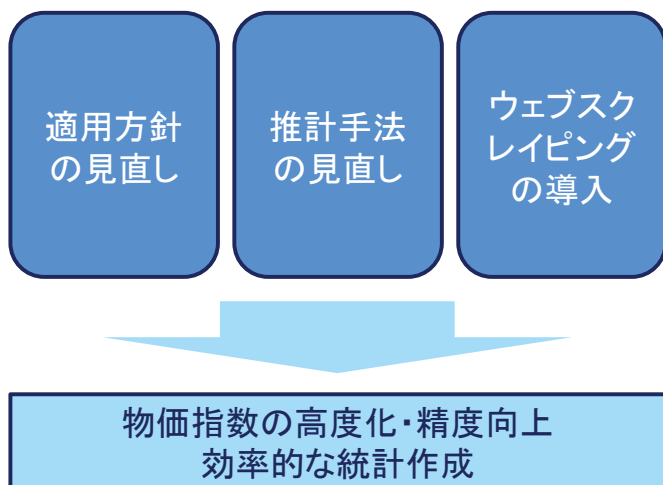 適用方針
の見直し
推計手法
の見直し
ウェブスク
レイピング
の導入
物価指数の高度化・精度向上
効率的な統計作成